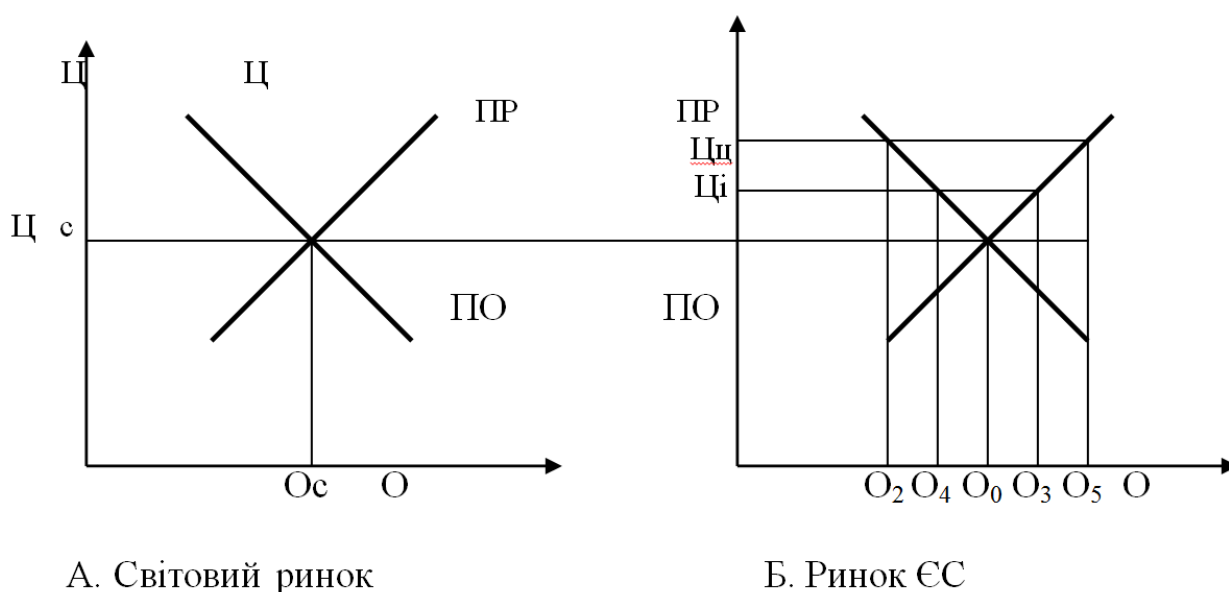 Ц Ц
ПР ПР
Цц
Ці
Ц с
ПО ПО
Ос О О₂ О₄ О₀ О₃ О₅ О
А. Світовий ринок Б. Ринок ЄС